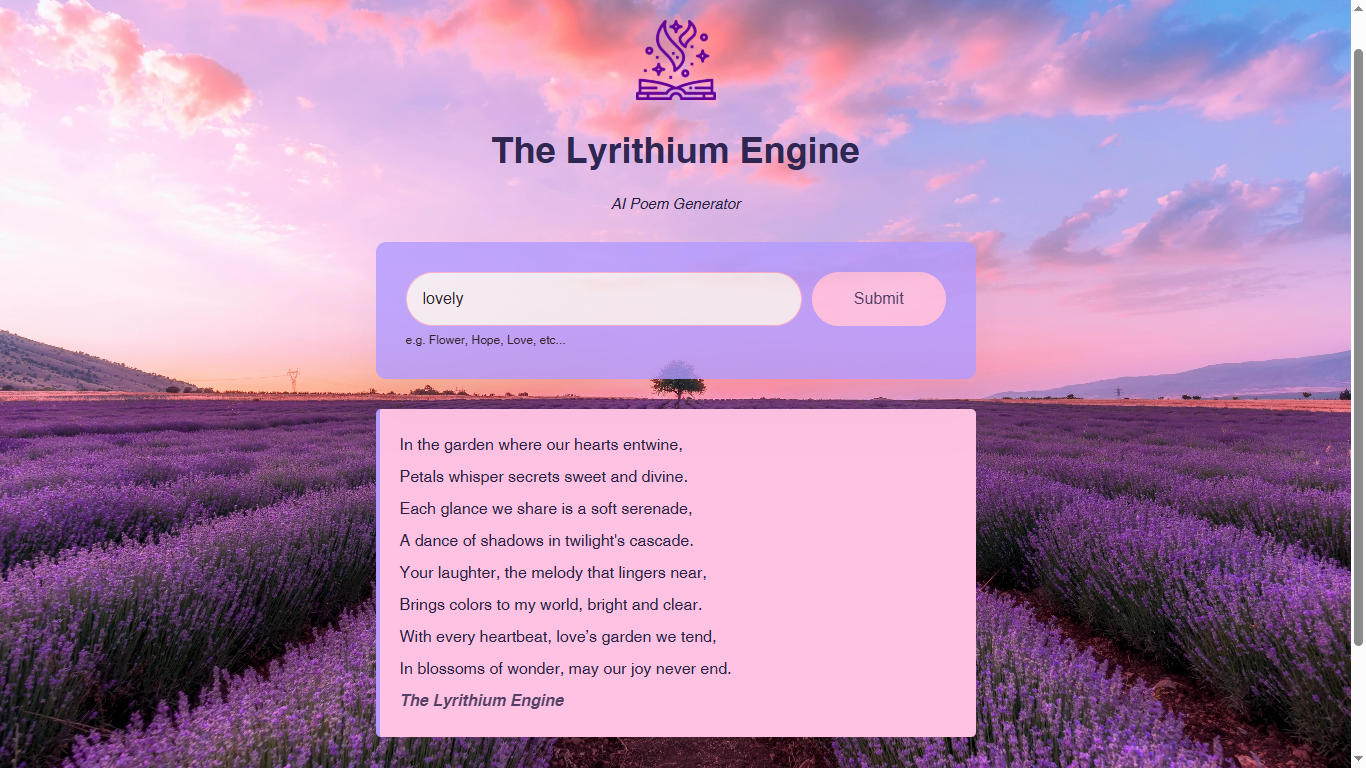 The Lyrithium Engine
AI Poem Generator
lovely
Submit
e.g. Flower, Hope, Love, etc...
In the garden where our hearts entwine,
Petals whisper secrets sweet and divine.
Each glance we share is a soft serenade,
A dance of shadows in twilight's cascade.
Your laughter, the melody that lingers near,
Brings colors to my world, bright and clear.
With every heartbeat, love’s garden we tend,
In blossoms of wonder, may our joy never end.
The Lyrithium Engine